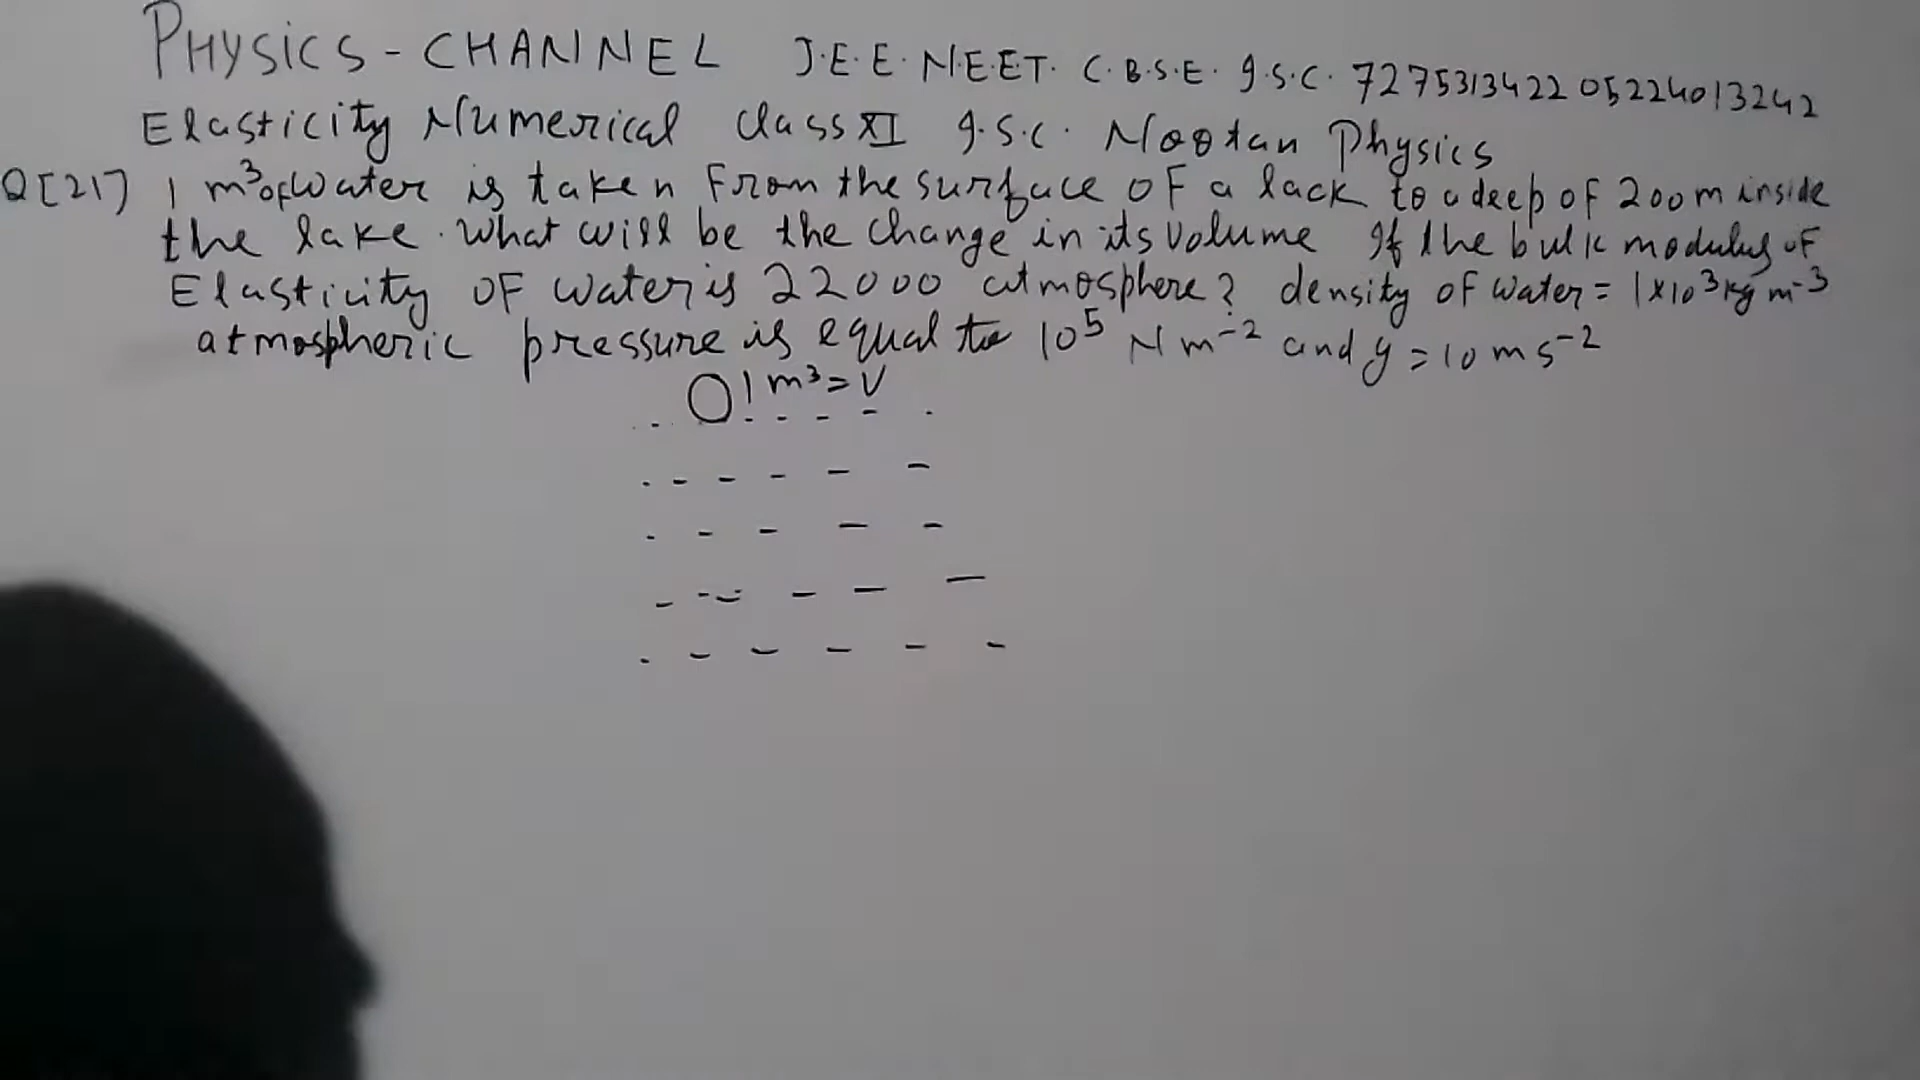 PHYSICS-CHANNEL J.E.E. N.E.E.T. C.B.S.E. I.S.C. 7275313422 05224013242
Elasticity Numerical Class XI I.S.C. Nootan Physics
Q[21] 1 m³ of water is taken from the surface of a lack to a deep of 200 m inside
the lake. What will be the change in its volume If the bulk modulus of
Elasticity of water is 22000 atmosphere? density of water = 1×10³ kg m⁻³
atmospheric pressure is equal to 10⁵ N m⁻² and g = 10 m s⁻²
1 m³ = V